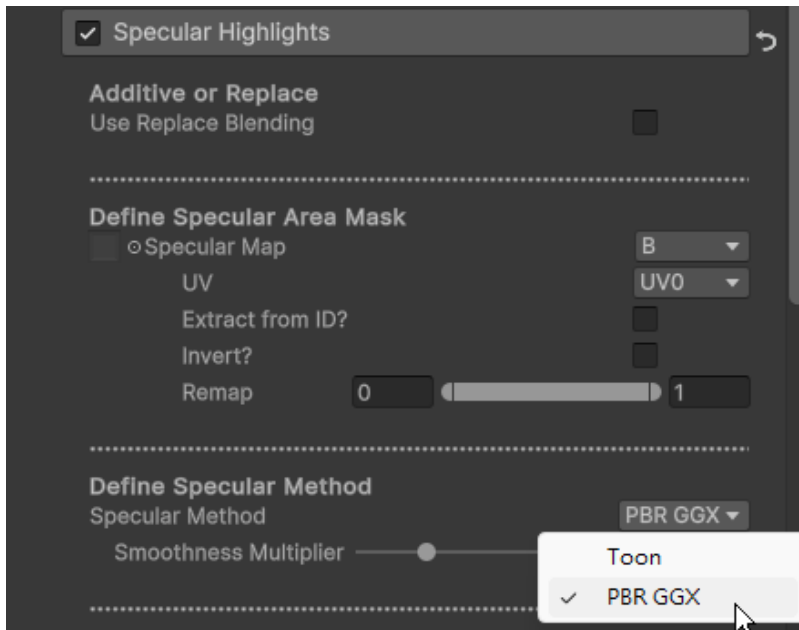 Specular Highlights
Additive or Replace
Use Replace Blending
Define Specular Area Mask
Specular Map B
UV UV0
Extract from ID?
Invert?
Remap 0 1
Define Specular Method
Specular Method PBR GGX
Smoothness Multiplier
Toon
PBR GGX